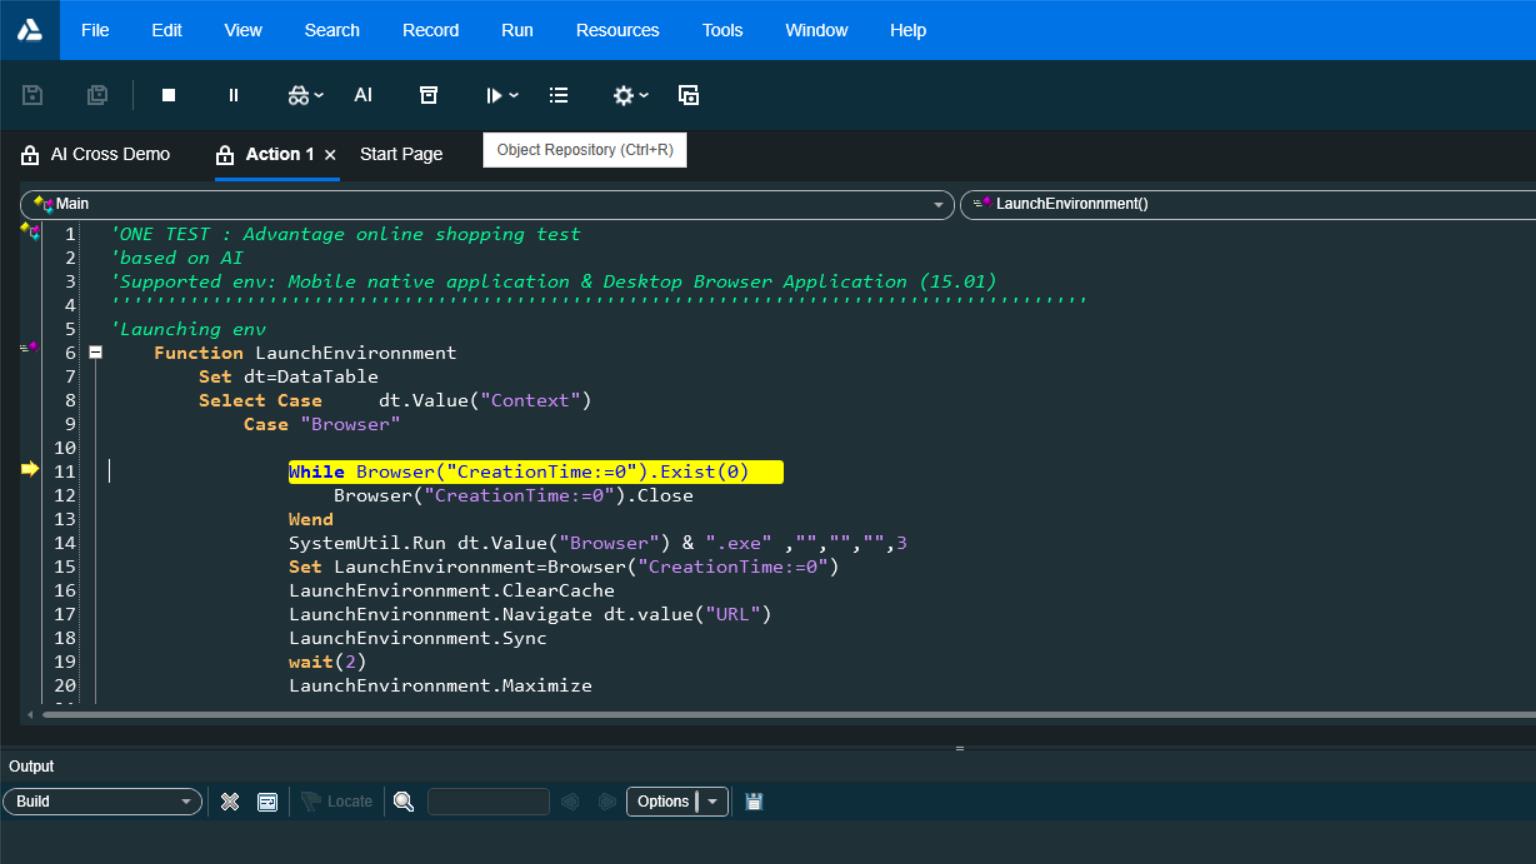 File Edit View Search Record Run Resources Tools Window Help
AI
AI Cross Demo Action 1 Start Page Object Repository (Ctrl+R)
Main LaunchEnvironnment()
1 'ONE TEST : Advantage online shopping test
2 'based on AI
3 'Supported env: Mobile native application & Desktop Browser Application (15.01)
4 '''''''''''''''''''''''''''''''''''''''''''''''''''''''''''''''''''''''''''''''''''''''
5 'Launching env
6 Function LaunchEnvironnment
7 Set dt=DataTable
8 Select Case dt.Value("Context")
9 Case "Browser"
10
11 While Browser("CreationTime:=0").Exist(0)
12 Browser("CreationTime:=0").Close
13 Wend
14 SystemUtil.Run dt.Value("Browser") & ".exe" ,"","","",3
15 Set LaunchEnvironnment=Browser("CreationTime:=0")
16 LaunchEnvironnment.ClearCache
17 LaunchEnvironnment.Navigate dt.value("URL")
18 LaunchEnvironnment.Sync
19 wait(2)
20 LaunchEnvironnment.Maximize
Output
Build Locate Options